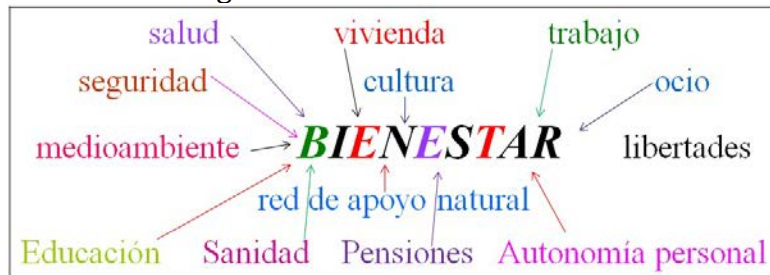 salud vivienda trabajo
seguridad cultura ocio
BIENESTAR
medioambiente libertades
red de apoyo natural
Educación Sanidad Pensiones Autonomía personal